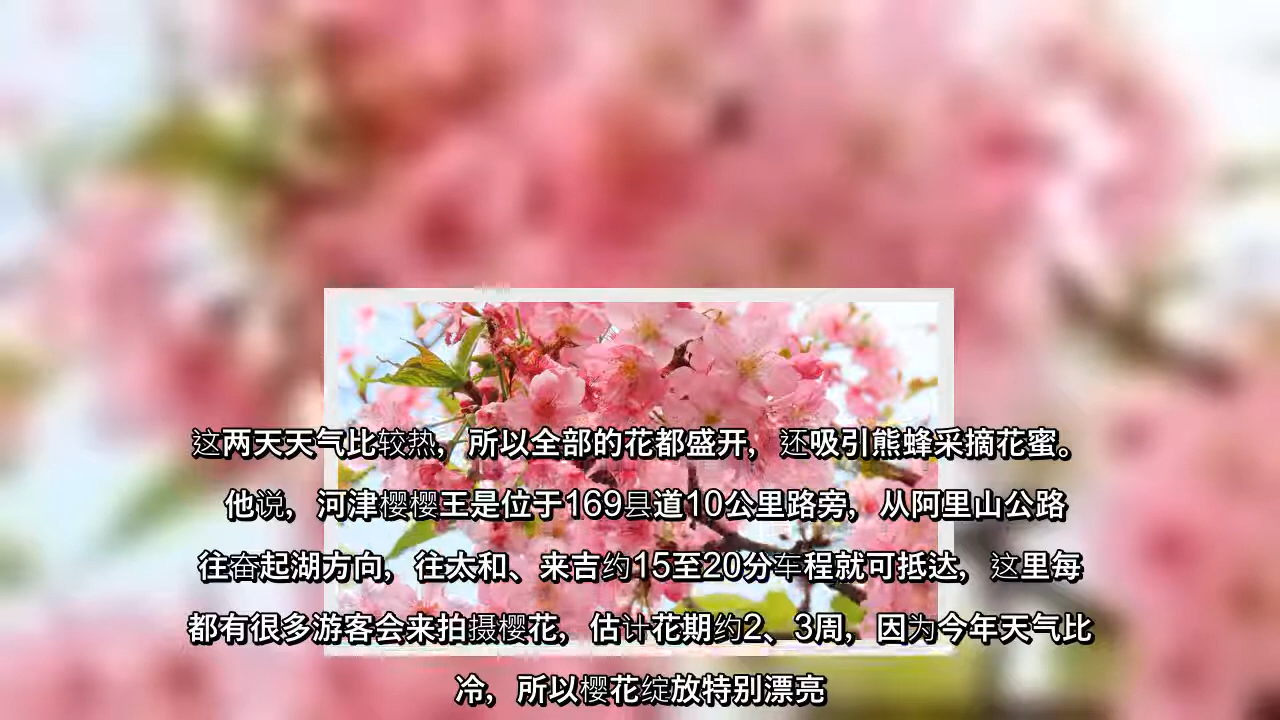 这两天天气比较热，所以全部的花都盛开，还吸引熊蜂采摘花蜜。
他说，河津樱樱王是位于169县道10公里路旁，从阿里山公路
往奋起湖方向，往太和、来吉约15至20分车程就可抵达，这里每
都有很多游客会来拍摄樱花，估计花期约2、3周，因为今年天气比
冷，所以樱花绽放特别漂亮